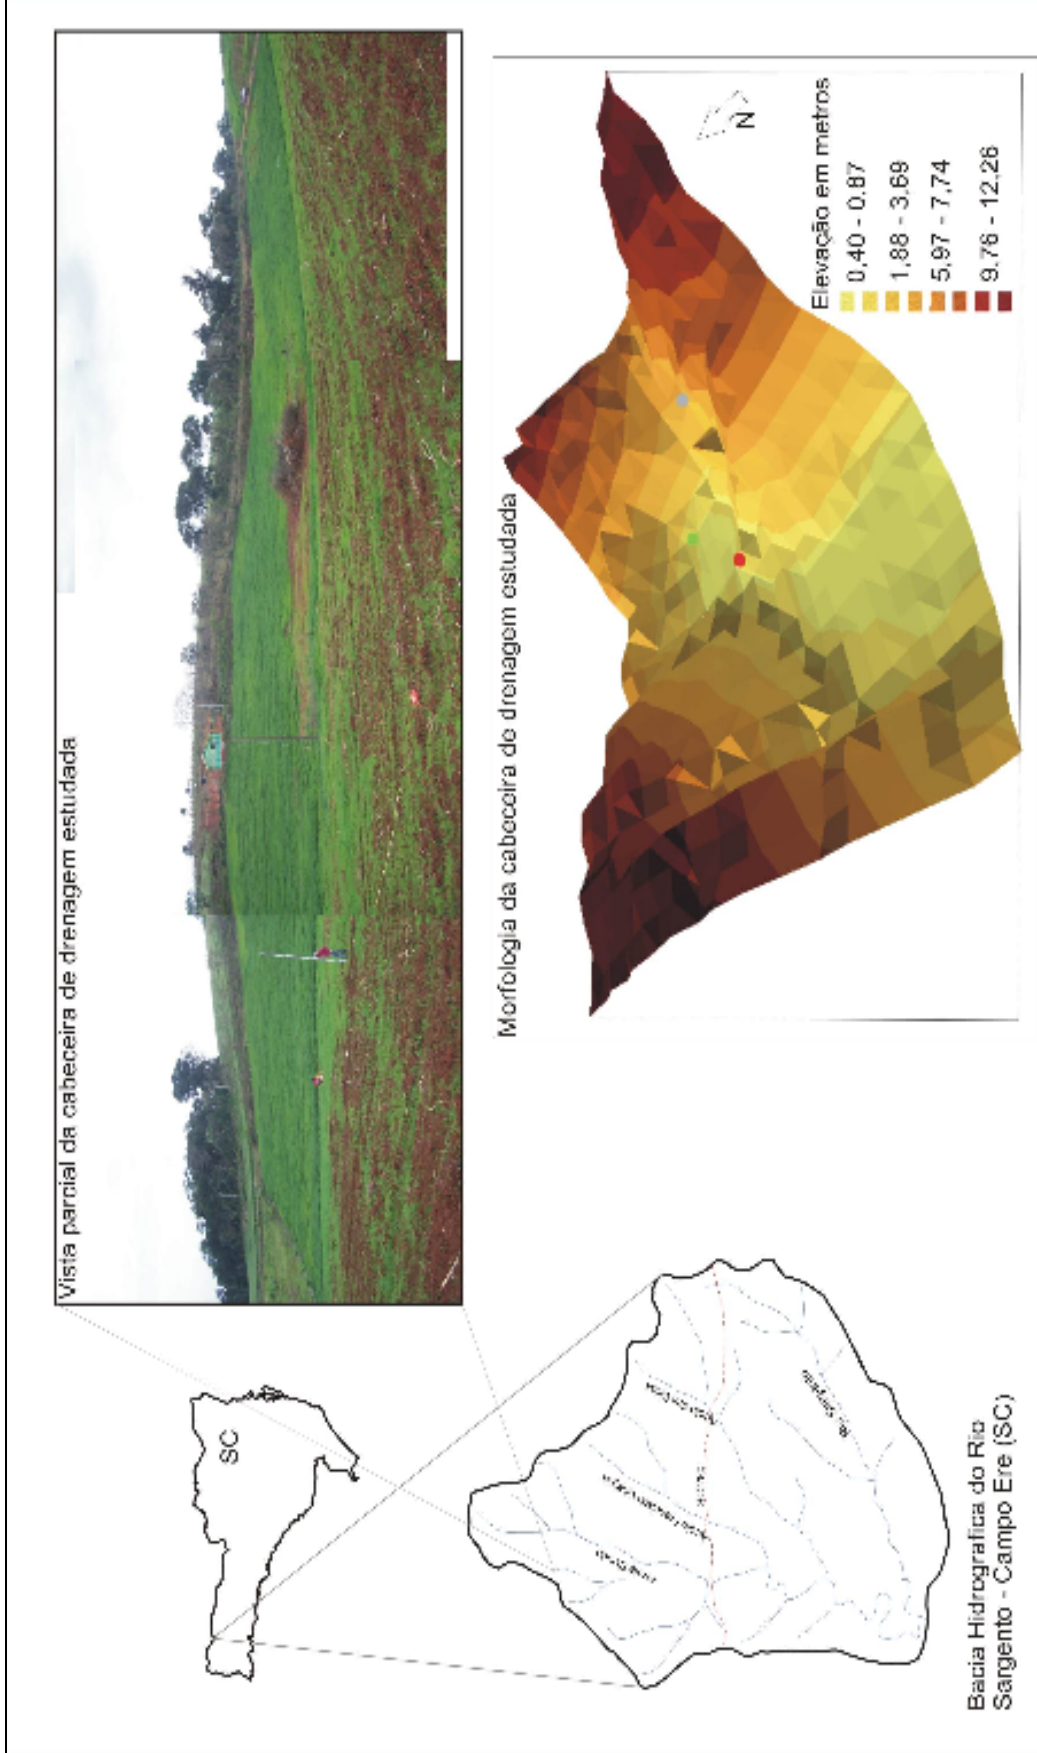 Vista parcial da cabeceira de drenagem estudada
SC
Bacia Hidrografica do Rio
Sargento - Campo Ere (SC)
Morfologia da cabeceira de drenagem estudada
N
Elevação em metros
0,40 - 0.87
1,88 - 3,69
5,97 - 7,74
9.76 - 12,26